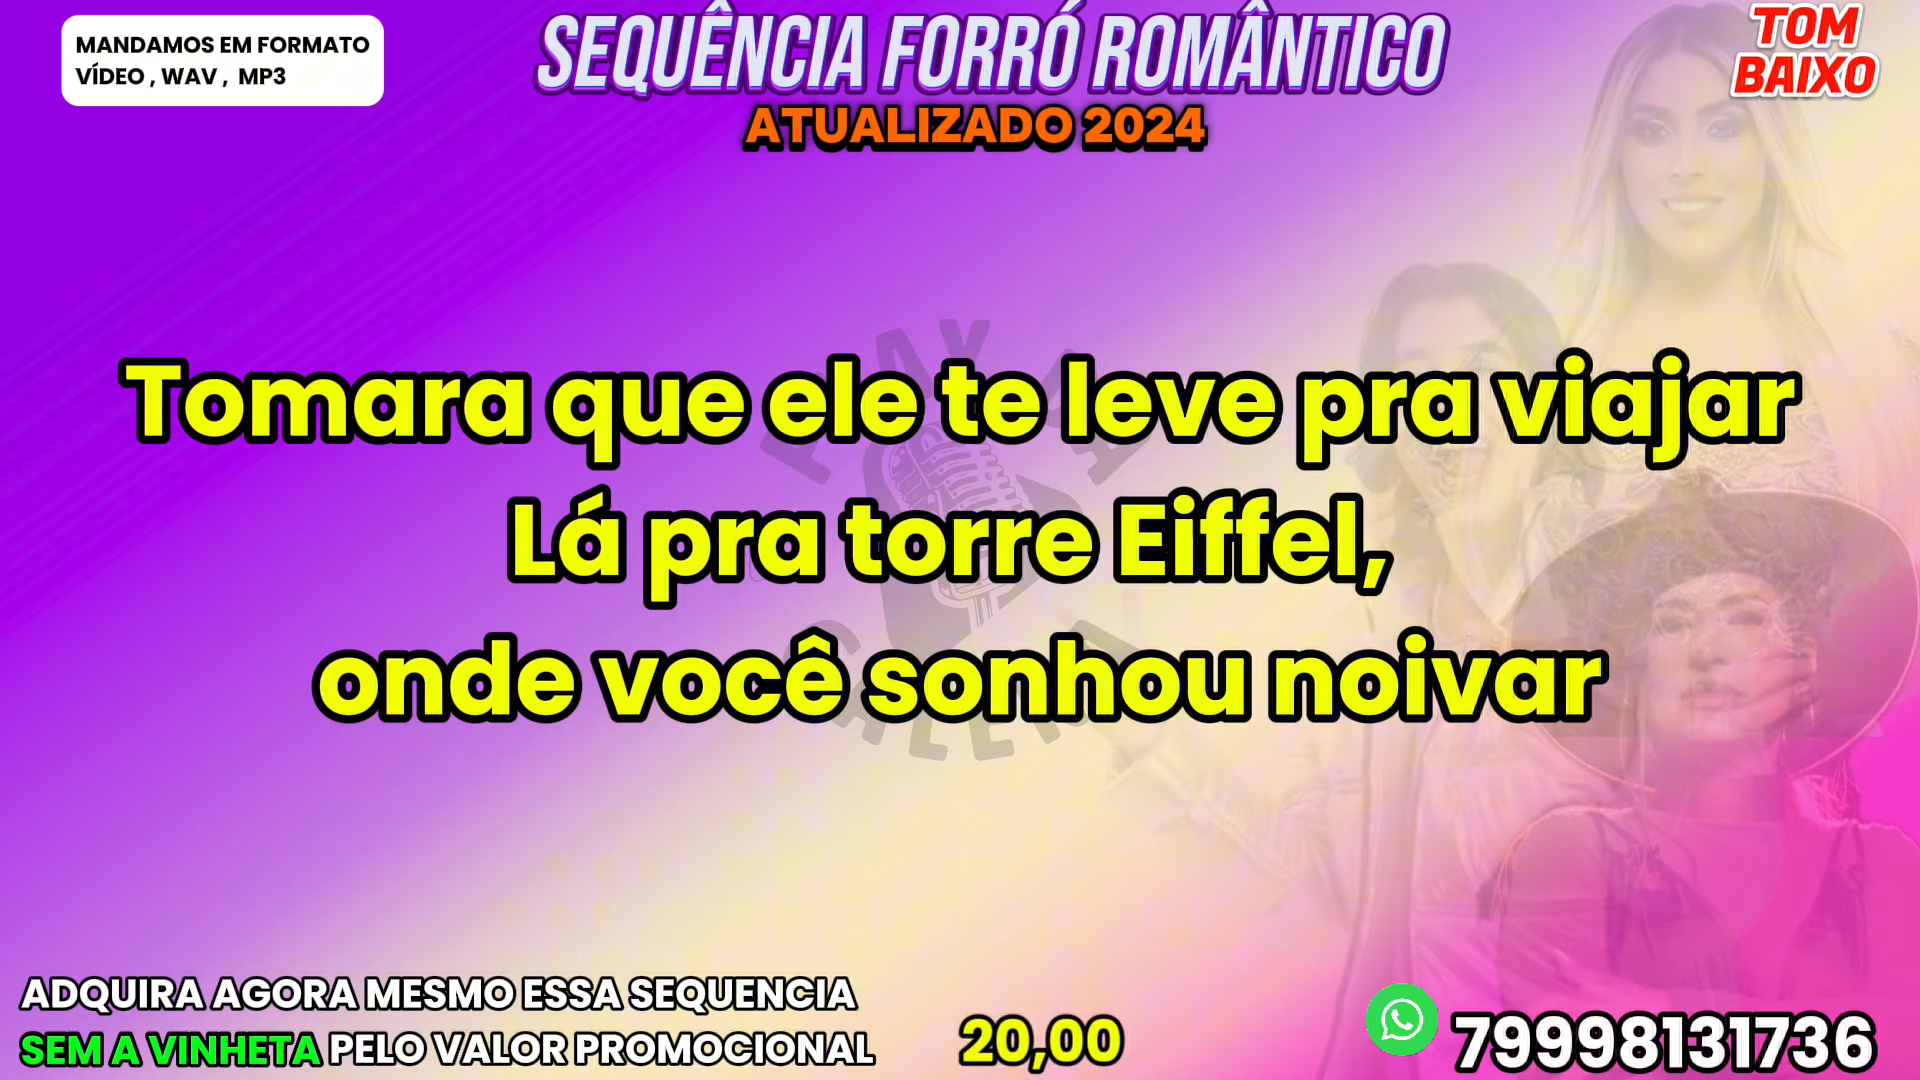 MANDAMOS EM FORMATO
VÍDEO , WAV , MP3
SEQUÊNCIA FORRÓ ROMÂNTICO
ATUALIZADO 2024
TOM
BAIXO
Tomara que ele te leve pra viajar
Lá pra torre Eiffel,
onde você sonhou noivar
ADQUIRA AGORA MESMO ESSA SEQUENCIA
SEM A VINHETA PELO VALOR PROMOCIONAL
20,00
79998131736